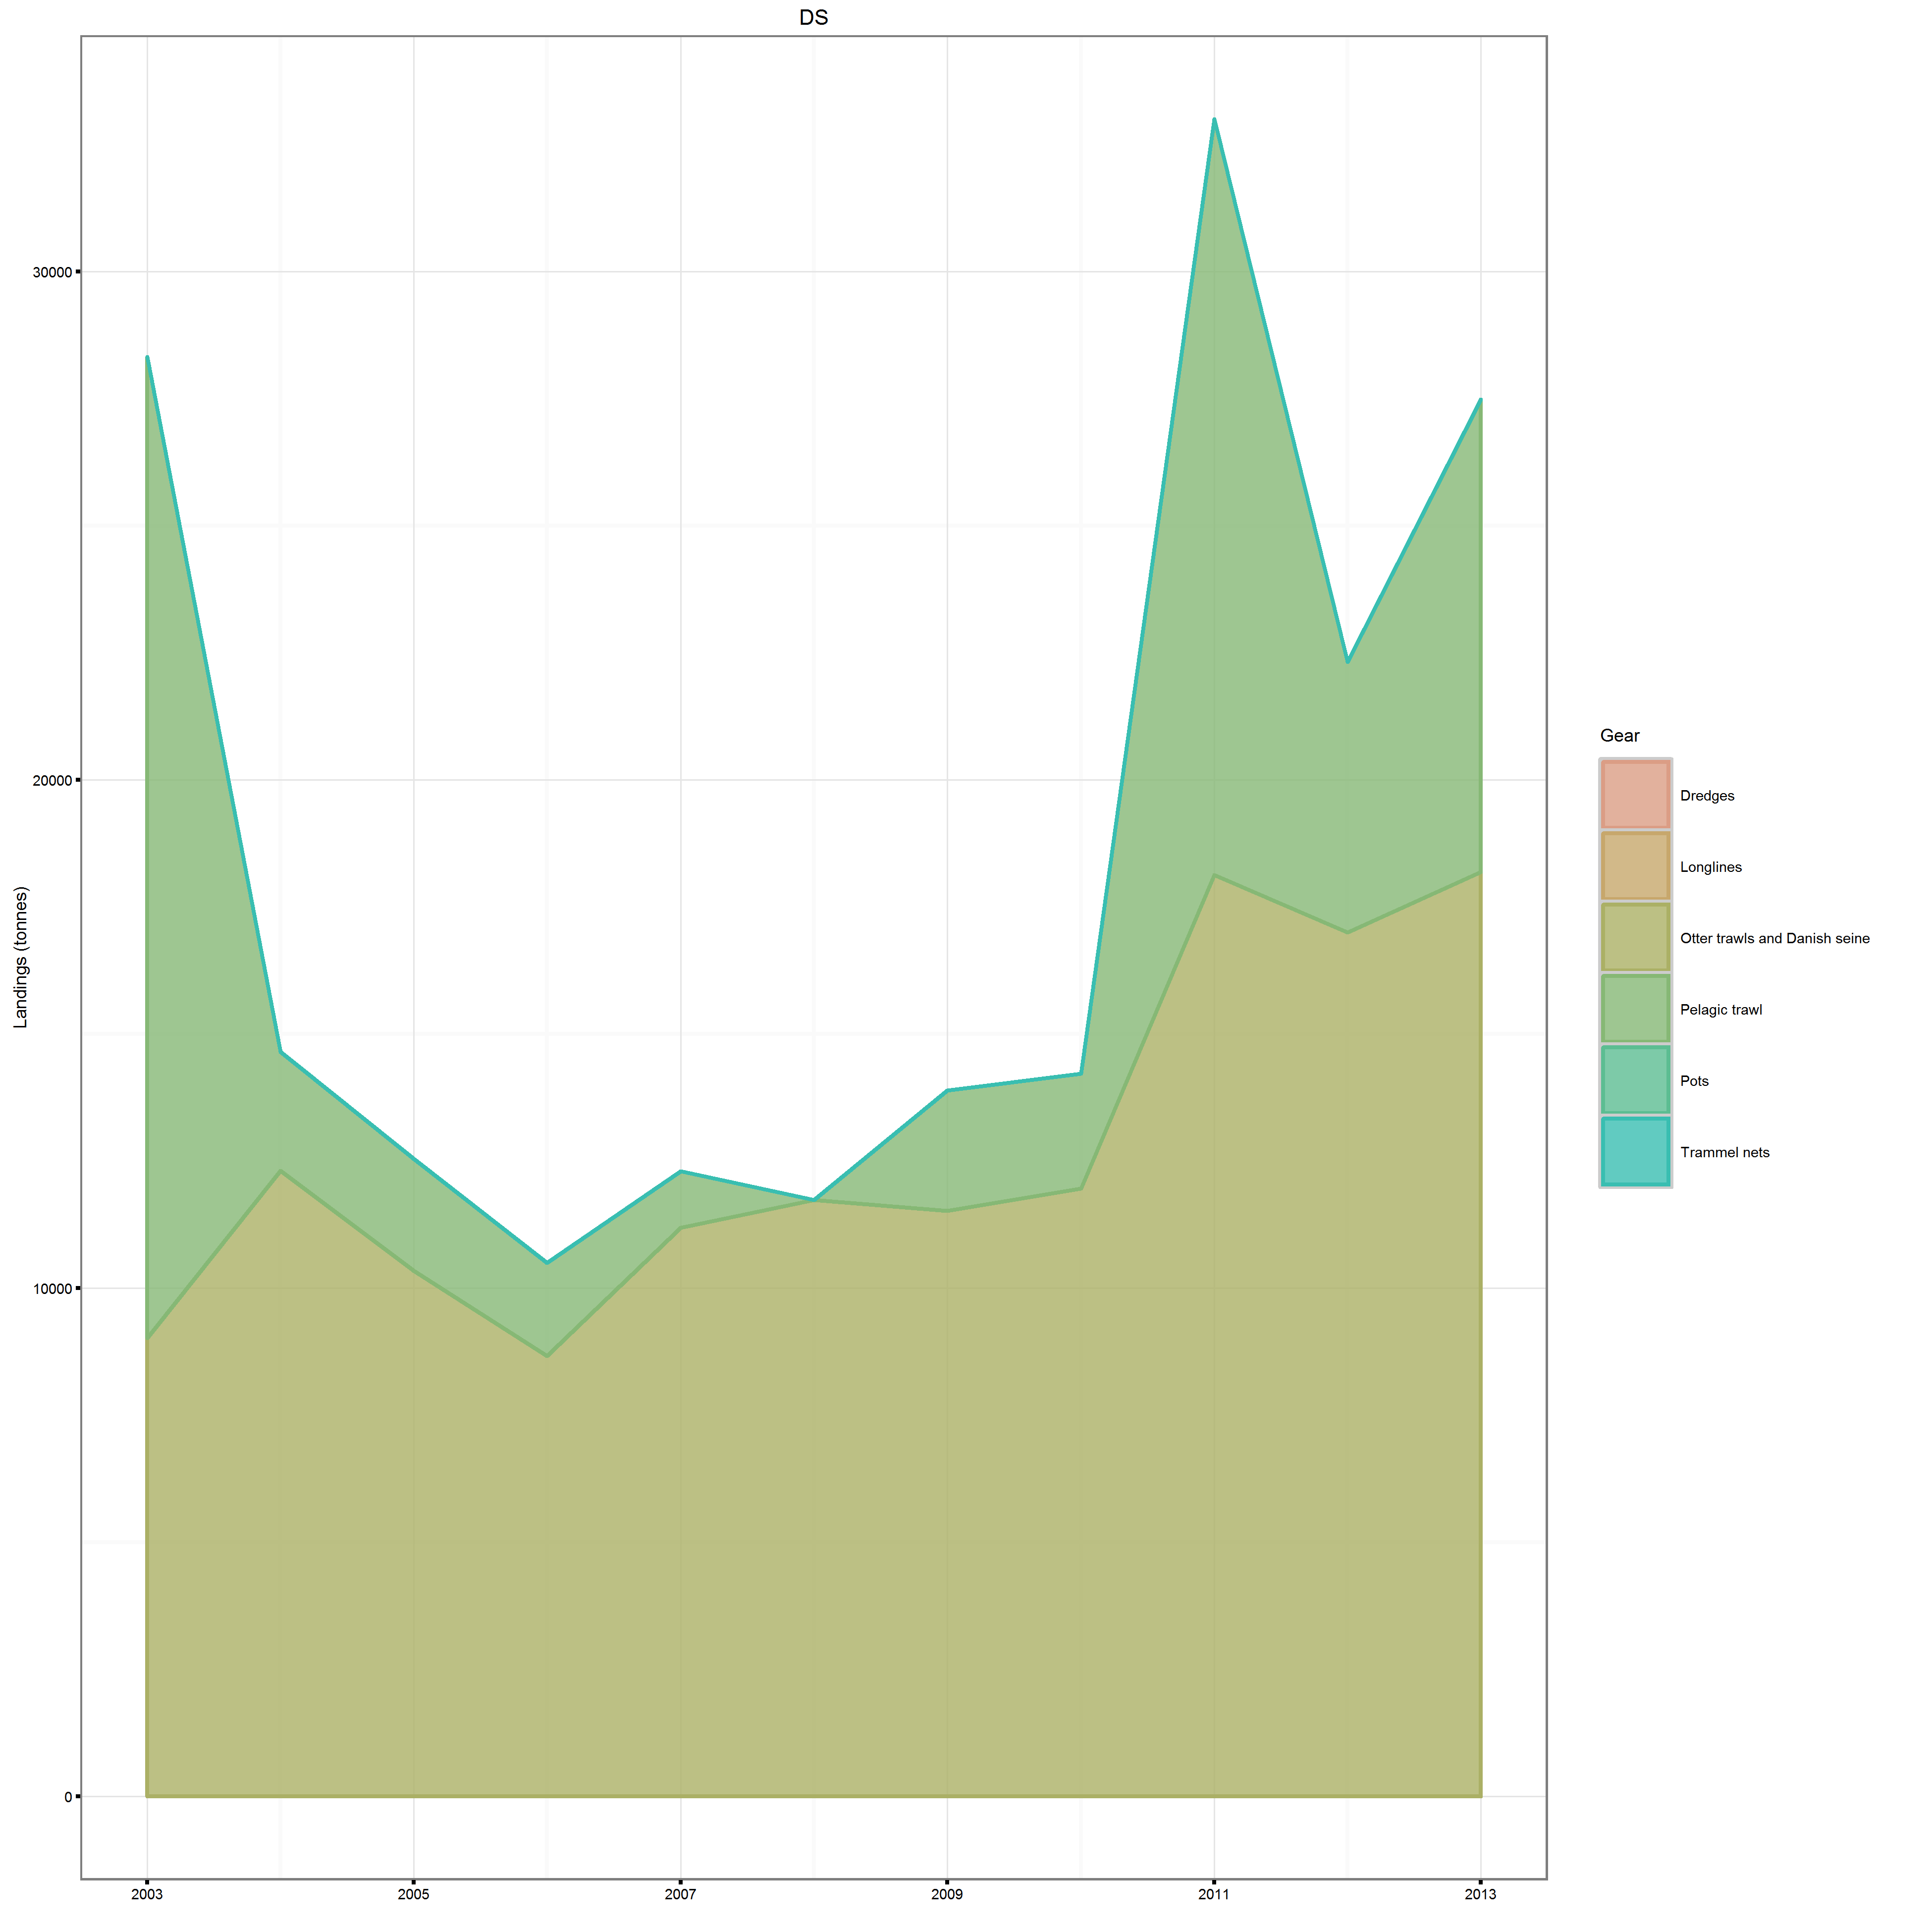 DS
Landings (tonnes)
30000
20000
10000
0
2003 2005 2007 2009 2011 2013
Gear
Dredges
Longlines
Otter trawls and Danish seine
Pelagic trawl
Pots
Trammel nets